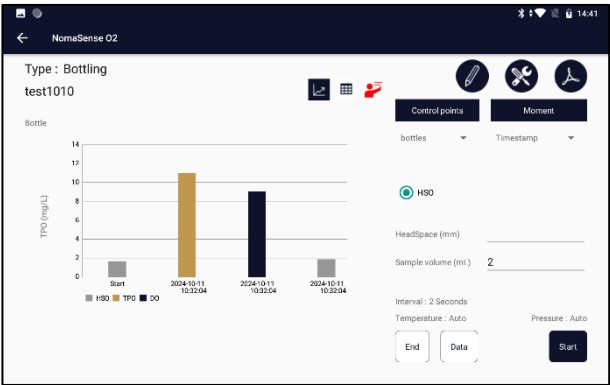 14:41
NomaSense O2
Type : Bottling
test1010
Control points
Moment
bottles
Timestamp
Bottle
TPO (mg/L)
14
12
10
8
6
4
2
0
Start
2024-10-11
10:32:04
2024-10-11
10:32:04
2024-10-11
10:32:04
HSO TPO DO
HSO
HeadSpace (mm)
Sample volume (mL) 2
Interval : 2 Seconds
Temperature : Auto
Pressure : Auto
End
Data
Start